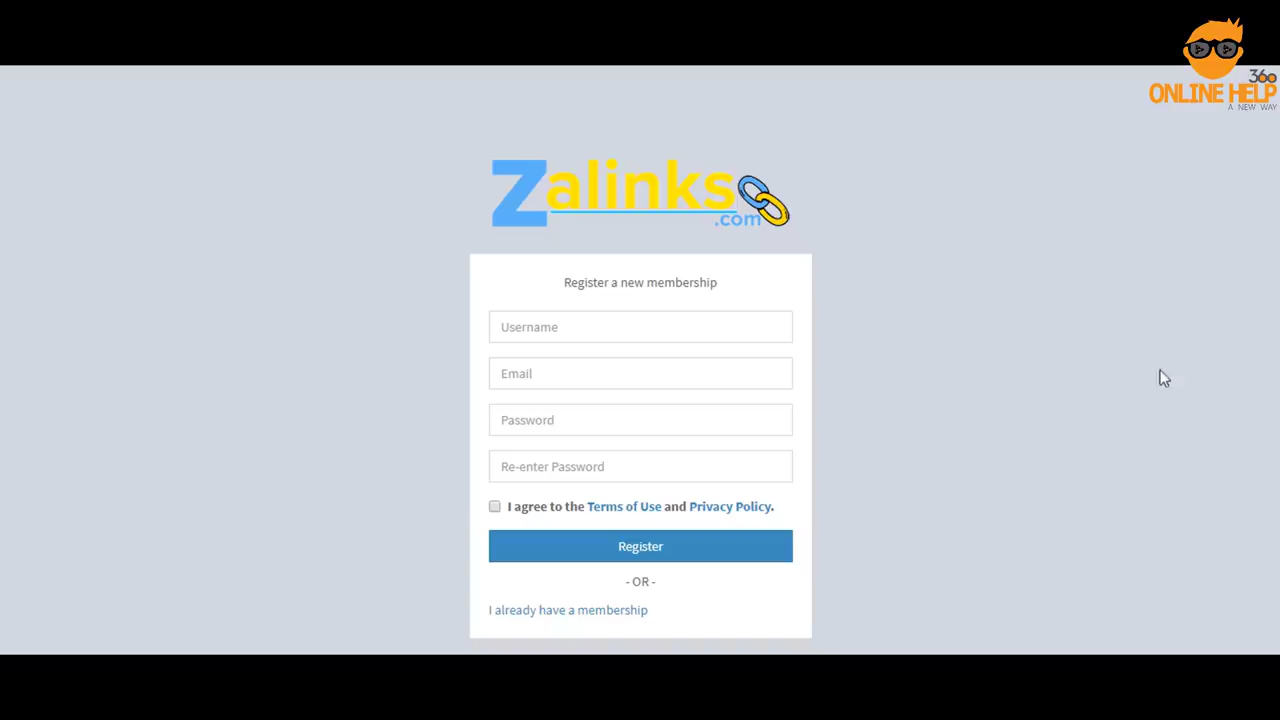 360
ONLINE HELP
A NEW WAY
Zalinks
.com
Register a new membership
Username
Email
Password
Re-enter Password
I agree to the Terms of Use and Privacy Policy.
Register
- OR -
I already have a membership